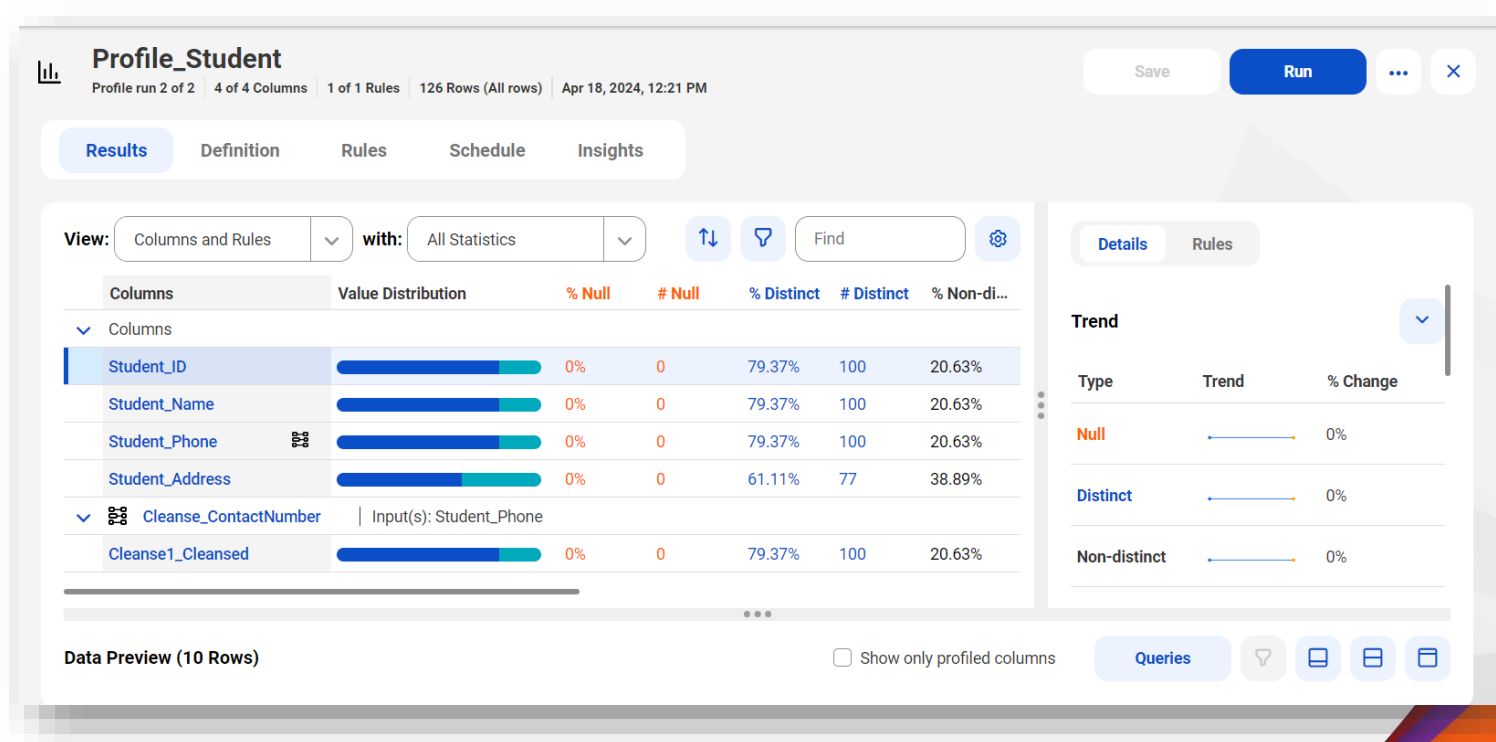 Profile_Student
Profile run 2 of 2 | 4 of 4 Columns | 1 of 1 Rules | 126 Rows (All rows) | Apr 18, 2024, 12:21 PM
Save
Run
Results Definition Rules Schedule Insights
View: Columns and Rules with: All Statistics Find
Details Rules
Columns Value Distribution % Null # Null % Distinct # Distinct % Non-di...
Columns
Student_ID 0% 0 79.37% 100 20.63%
Student_Name 0% 0 79.37% 100 20.63%
Student_Phone 0% 0 79.37% 100 20.63%
Student_Address 0% 0 61.11% 77 38.89%
Cleanse_ContactNumber | Input(s): Student_Phone
Cleanse1_Cleansed 0% 0 79.37% 100 20.63%
Trend
Type Trend % Change
Null 0%
Distinct 0%
Non-distinct 0%
Data Preview (10 Rows)
Show only profiled columns
Queries